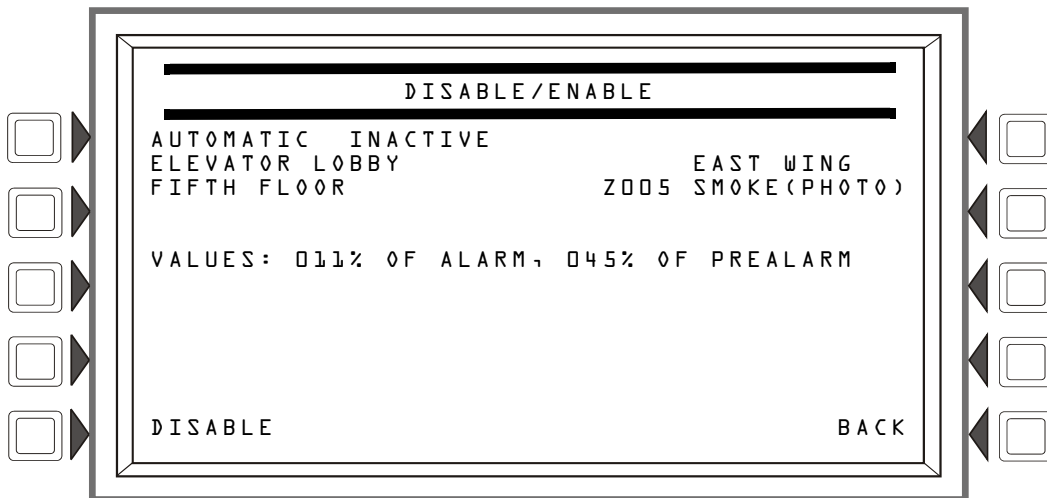 DISABLE/ENABLE
AUTOMATIC INACTIVE
ELEVATOR LOBBY EAST WING
FIFTH FLOOR Z005 SMOKE(PHOTO)
VALUES: 011% OF ALARM, 045% OF PREALARM
DISABLE BACK